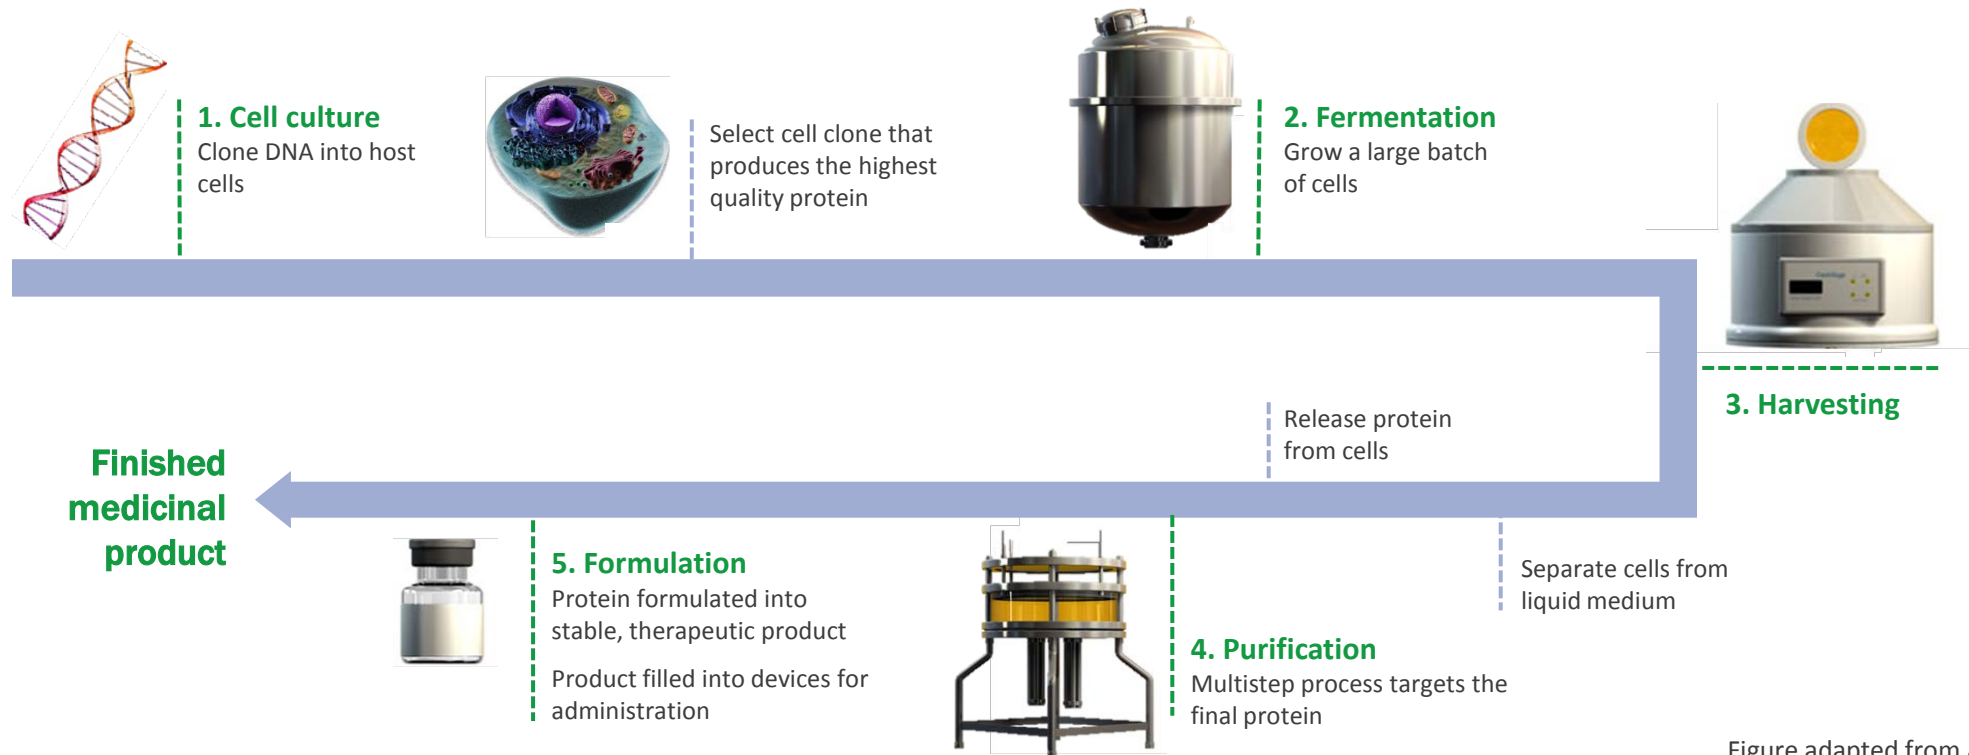 1. Cell culture
Clone DNA into host
cells
Select cell clone that
produces the highest
quality protein
2. Fermentation
Grow a large batch
of cells
3. Harvesting
Separate cells from
liquid medium
Release protein
from cells
4. Purification
Multistep process targets the
final protein
5. Formulation
Protein formulated into
stable, therapeutic product
Product filled into devices for
administration
Finished
medicinal
product
Figure adapted from